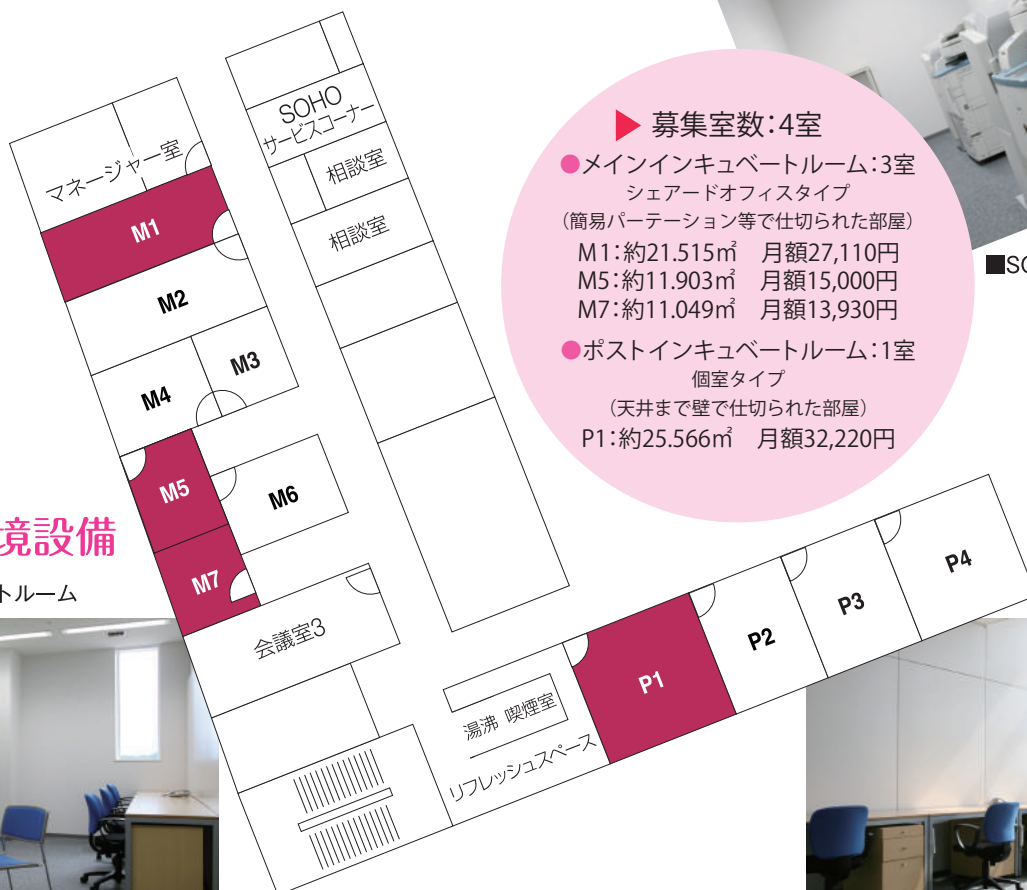 SOHO
サービスコーナー
マネージャー室
相談室
相談室
M1
M2
M3
M4
M5
M6
M7
会議室3
湯沸 喫煙室
リフレッシュスペース
P1
P2
P3
P4
▶ 募集室数：4室
●メインインキュベートルーム：3室
シェアードオフィスタイプ
（簡易パーテーション等で仕切られた部屋）
M1：約21.515㎡ 月額27,110円
M5：約11.903㎡ 月額15,000円
M7：約11.049㎡ 月額13,930円
●ポストインキュベートルーム：1室
個室タイプ
（天井まで壁で仕切られた部屋）
P1：約25.566㎡ 月額32,220円
■SO
境設備
トルーム